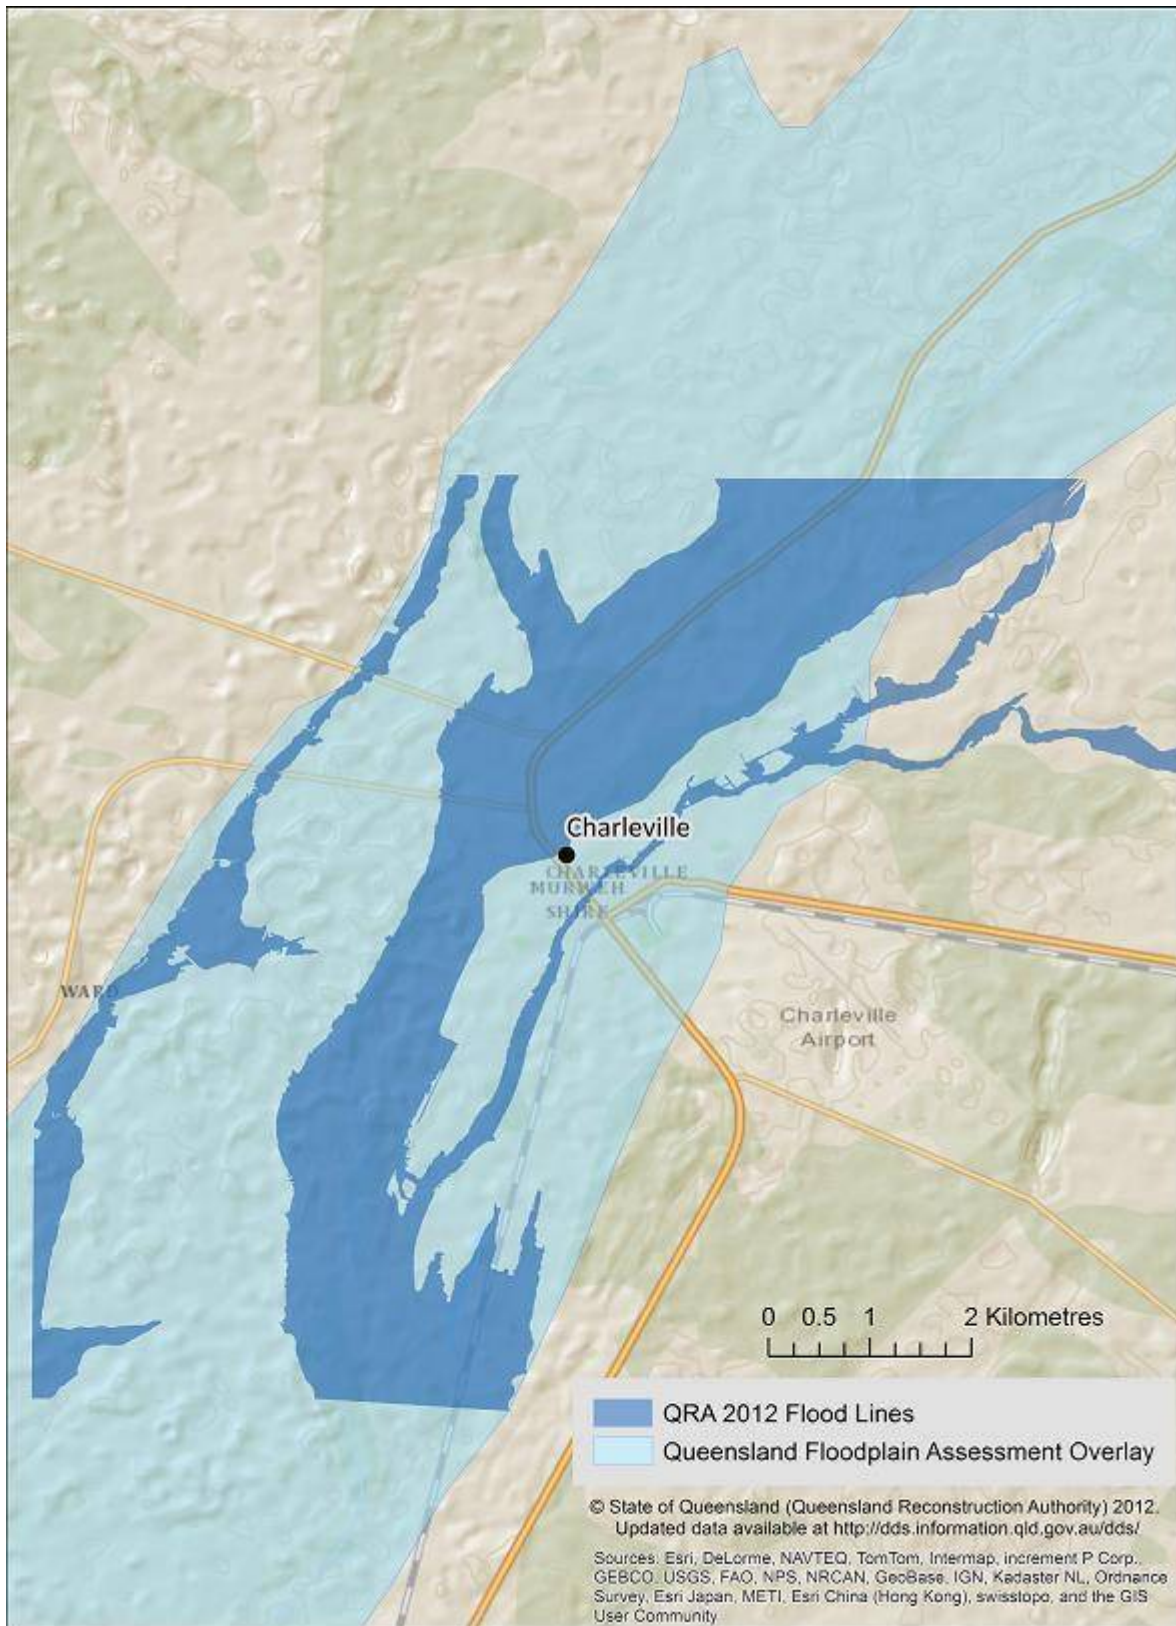 Charleville
CHARLEVILLE
MURWEH
SHIRE
WARD
Charleville
Airport
0 0.5 1 2 Kilometres
QRA 2012 Flood Lines
Queensland Floodplain Assessment Overlay
© State of Queensland (Queensland Reconstruction Authority) 2012.
Updated data available at http://dds.information.qld.gov.au/dds/
Sources: Esri, DeLorme, NAVTEQ, TomTom, Intermap, increment P Corp.,
GEBCO, USGS, FAO, NPS, NRCAN, GeoBase, IGN, Kadaster NL, Ordnance
Survey, Esri Japan, METI, Esri China (Hong Kong), swisstopo, and the GIS
User Community